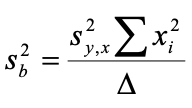 s_b^2 = \frac{s_{y,x}^2 \sum x_i^2}{\Delta}